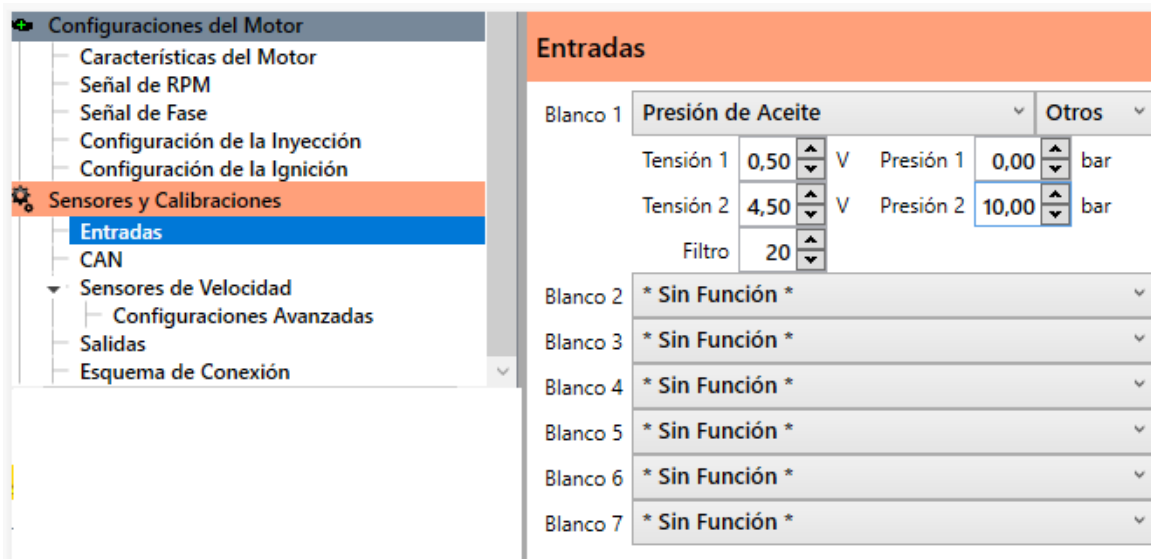 Configuraciones del Motor
Características del Motor
Señal de RPM
Señal de Fase
Configuración de la Inyección
Configuración de la Ignición
Sensores y Calibraciones
Entradas
CAN
Sensores de Velocidad
Configuraciones Avanzadas
Salidas
Esquema de Conexión
Entradas
Blanco 1 Presión de Aceite Otros
Tensión 1 0,50 V Presión 1 0,00 bar
Tensión 2 4,50 V Presión 2 10,00 bar
Filtro 20
Blanco 2 * Sin Función *
Blanco 3 * Sin Función *
Blanco 4 * Sin Función *
Blanco 5 * Sin Función *
Blanco 6 * Sin Función *
Blanco 7 * Sin Función *